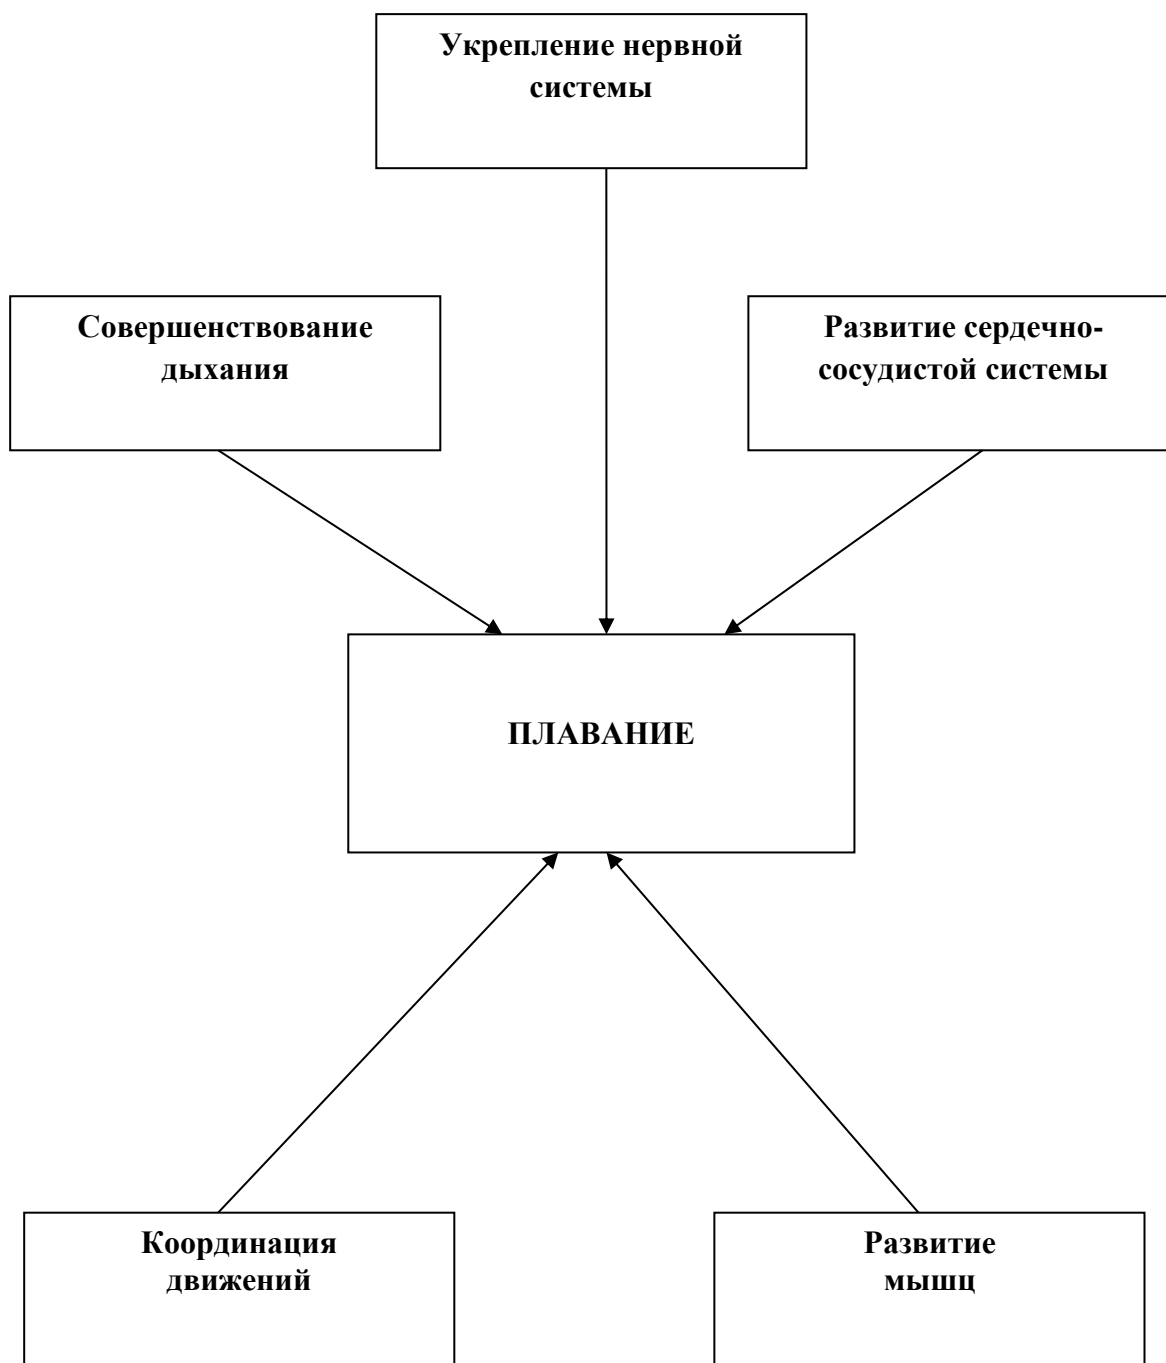 Укрепление нервной
системы
Совершенствование
дыхания
Развитие сердечно-
сосудистой системы
ПЛАВАНИЕ
Координация
движений
Развитие
мышц